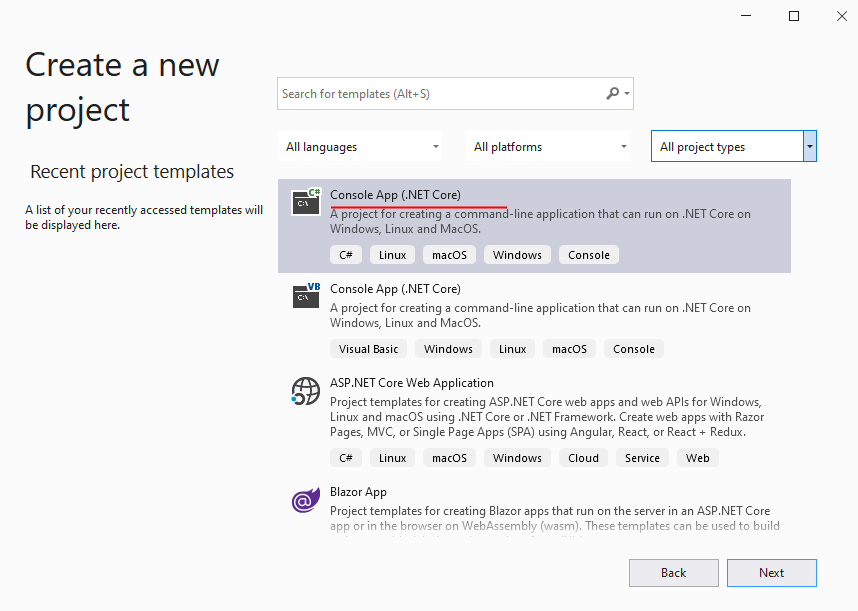 Create a new
project
Recent project templates
A list of your recently accessed templates will
be displayed here.
Search for templates (Alt+S)
All languages
All platforms
All project types
C#
C:\
Console App (.NET Core)
A project for creating a command-line application that can run on .NET Core on
Windows, Linux and MacOS.
C# Linux macOS Windows Console
VB
C:\
Console App (.NET Core)
A project for creating a command-line application that can run on .NET Core on
Windows, Linux and MacOS.
Visual Basic Windows Linux macOS Console
ASP.NET Core Web Application
Project templates for creating ASP.NET Core web apps and web APIs for Windows,
Linux and macOS using .NET Core or .NET Framework. Create web apps with Razor
Pages, MVC, or Single Page Apps (SPA) using Angular, React, or React + Redux.
C# Linux macOS Windows Cloud Service Web
Blazor App
Project templates for creating Blazor apps that run on the server in an ASP.NET Core
app or in the browser on WebAssembly (wasm). These templates can be used to build
Back
Next